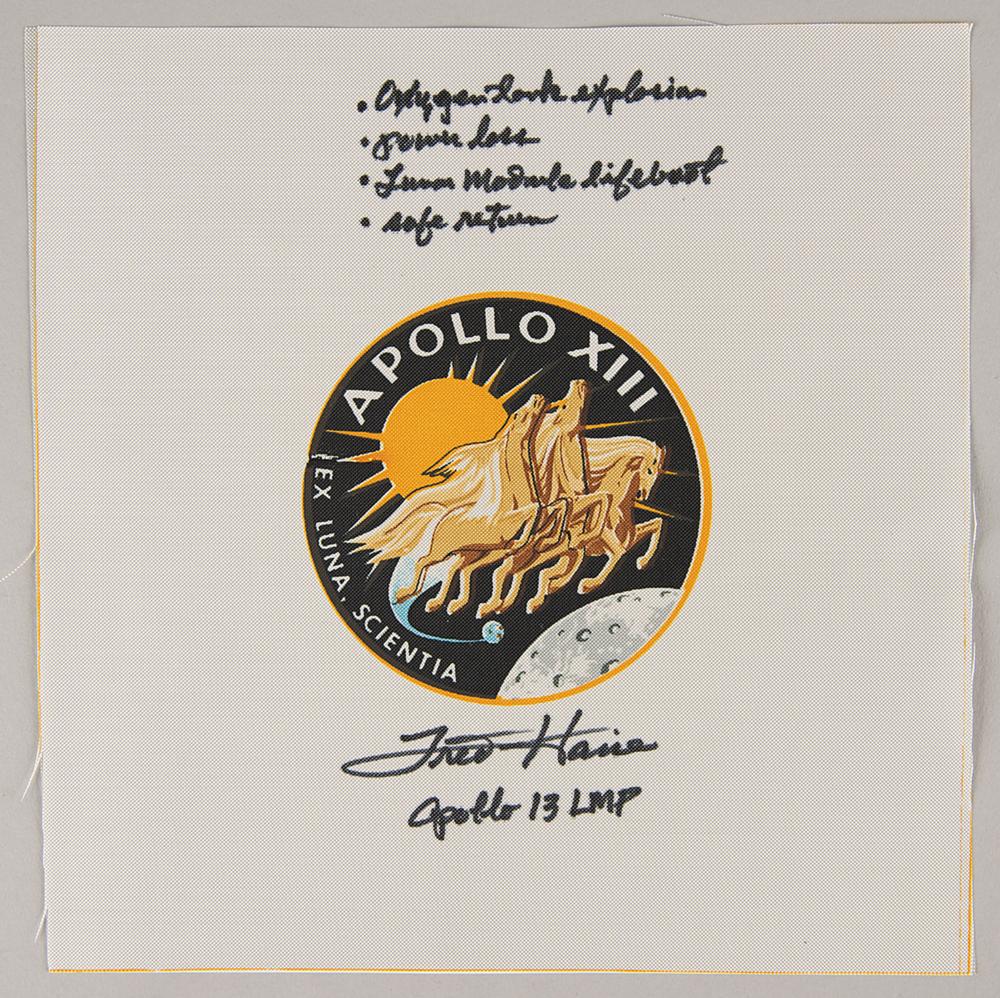 • Oxygen tank explosion
• power loss
• Lunar Module lifeboat
• safe return
APOLLO XIII
EX LUNA, SCIENTIA
Fred Haise
Apollo 13 LMP